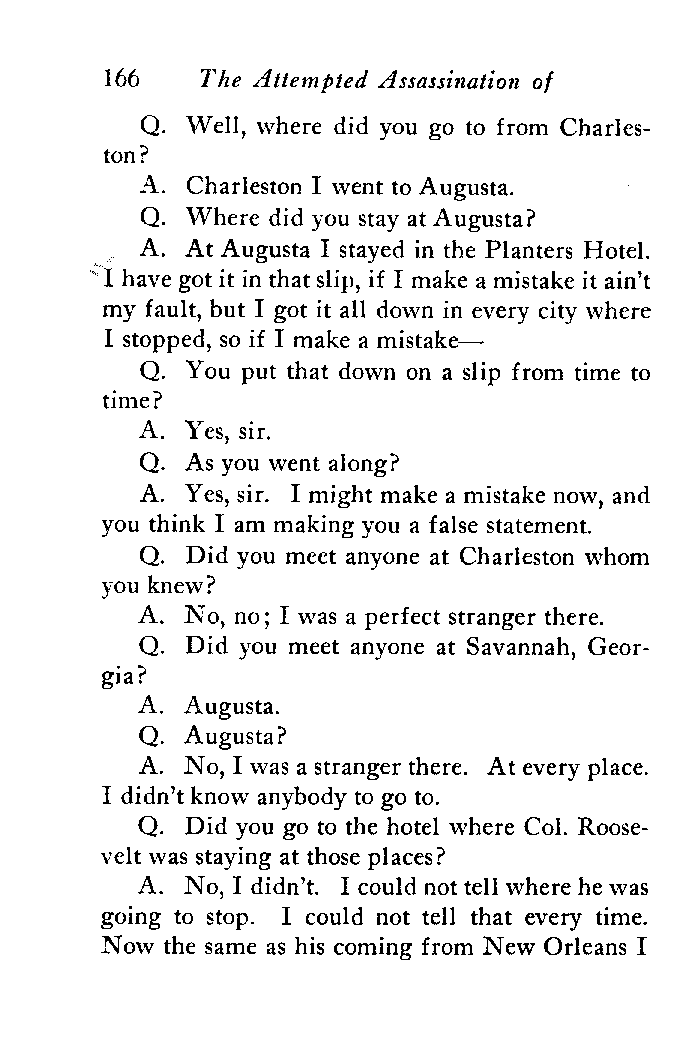 166 The Attempted Assassination of
Q. Well, where did you go to from Charles-
ton?
A. Charleston I went to Augusta.
Q. Where did you stay at Augusta?
A. At Augusta I stayed in the Planters Hotel.
I have got it in that slip, if I make a mistake it ain't
my fault, but I got it all down in every city where
I stopped, so if I make a mistake—
Q. You put that down on a slip from time to
time?
A. Yes, sir.
Q. As you went along?
A. Yes, sir. I might make a mistake now, and
you think I am making you a false statement.
Q. Did you meet anyone at Charleston whom
you knew?
A. No, no; I was a perfect stranger there.
Q. Did you meet anyone at Savannah, Geor-
gia?
A. Augusta.
Q. Augusta?
A. No, I was a stranger there. At every place.
I didn't know anybody to go to.
Q. Did you go to the hotel where Col. Roose-
velt was staying at those places?
A. No, I didn't. I could not tell where he was
going to stop. I could not tell that every time.
Now the same as his coming from New Orleans I